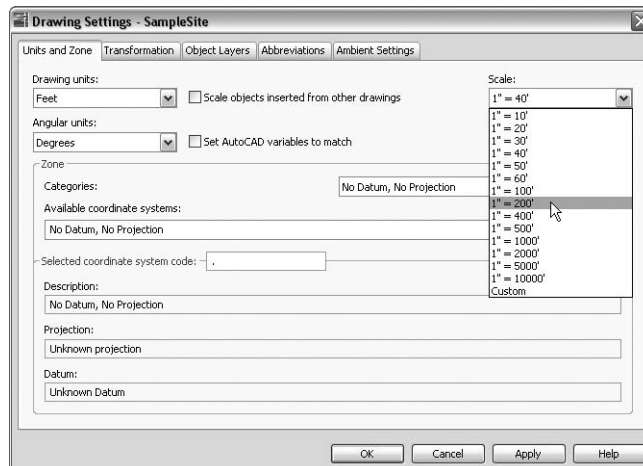 Drawing Settings - SampleSite
Units and Zone Transformation Object Layers Abbreviations Ambient Settings
Drawing units:
Feet
Scale objects inserted from other drawings
Scale:
1" = 40'
Angular units:
Degrees
Set AutoCAD variables to match
1" = 10'
1" = 20'
1" = 30'
1" = 40'
1" = 50'
1" = 60'
1" = 100'
1" = 200'
1" = 400'
1" = 500'
1" = 1000'
1" = 2000'
1" = 5000'
1" = 10000'
Custom
Zone
Categories:
No Datum, No Projection
Available coordinate systems:
No Datum, No Projection
Selected coordinate system code: .
Description:
No Datum, No Projection
Projection:
Unknown projection
Datum:
Unknown Datum
OK Cancel Apply Help